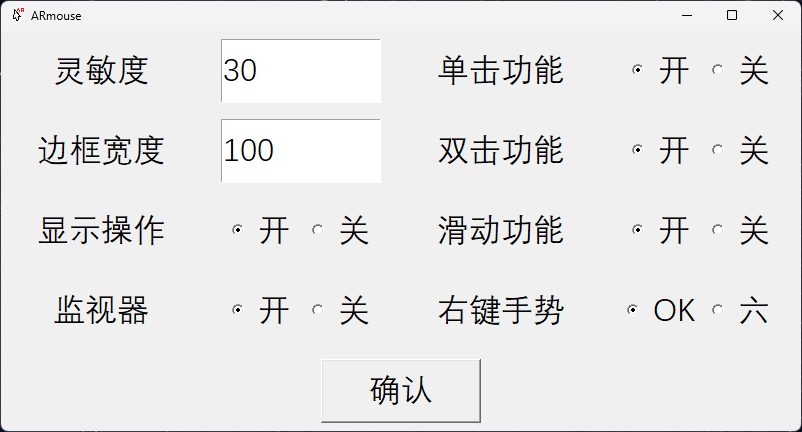 ARmouse
灵敏度 30 单击功能 开 关
边框宽度 100 双击功能 开 关
显示操作 开 关 滑动功能 开 关
监视器 开 关 右键手势 OK 六
确认